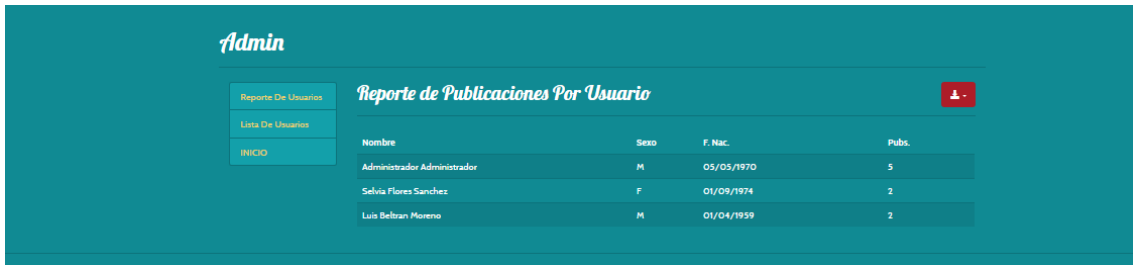 Admin
Reporte De Usuarios
Lista De Usuarios
INICIO
Reporte de Publicaciones Por Usuario
Nombre Sexo F. Nac. Pubs.
Administrador Administrador M 05/05/1970 5
Selvia Flores Sanchez F 01/09/1974 2
Luis Beltran Moreno M 01/04/1959 2